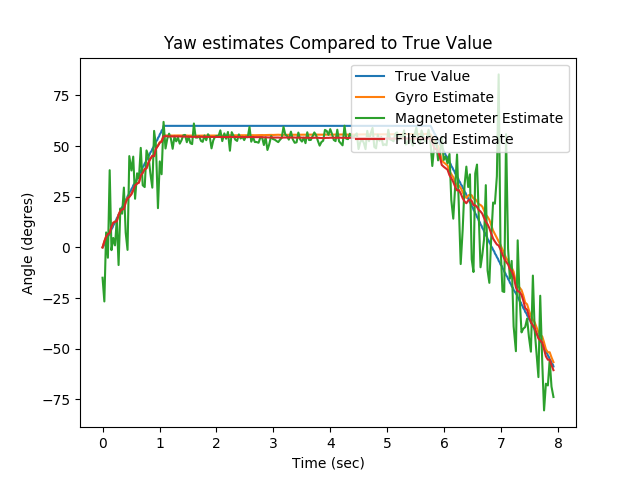 Yaw estimates Compared to True Value
True Value
Gyro Estimate
Magnetometer Estimate
Filtered Estimate
75
50
25
0
−25
−50
−75
Angle (degres)
0 1 2 3 4 5 6 7 8
Time (sec)